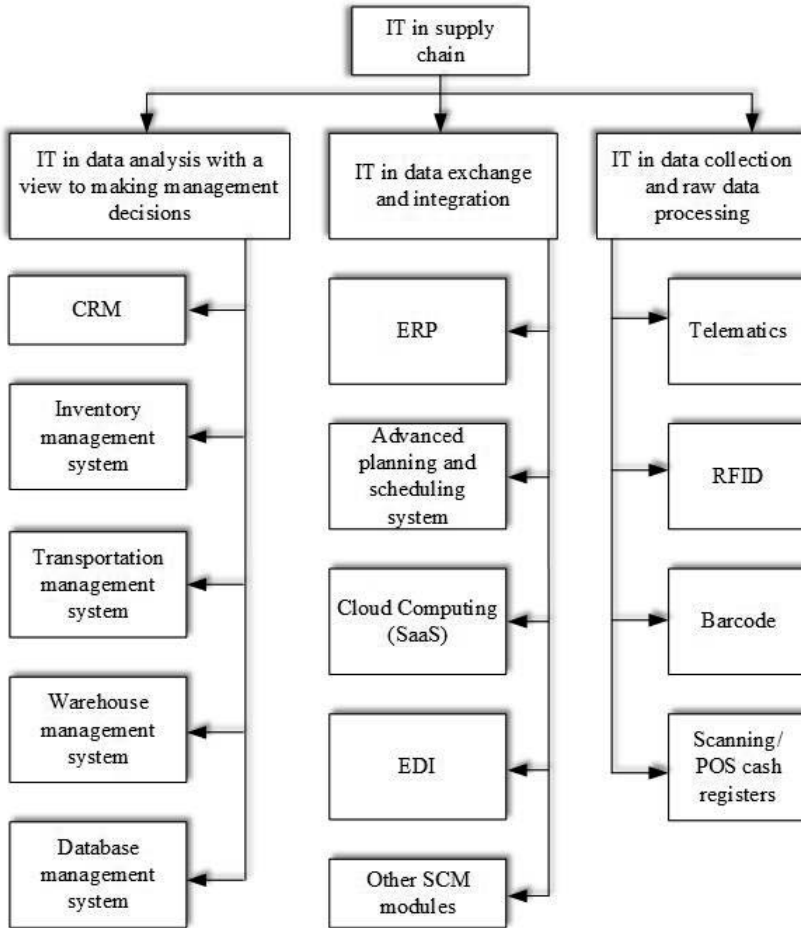 IT in supply
chain
IT in data analysis with a
view to making management
decisions
IT in data exchange
and integration
IT in data collection
and raw data
processing
CRM
Inventory
management
system
Transportation
management
system
Warehouse
management
system
Database
management
system
ERP
Advanced
planning and
scheduling
system
Cloud Computing
(SaaS)
EDI
Other SCM
modules
Telematics
RFID
Barcode
Scanning/
POS cash
registers